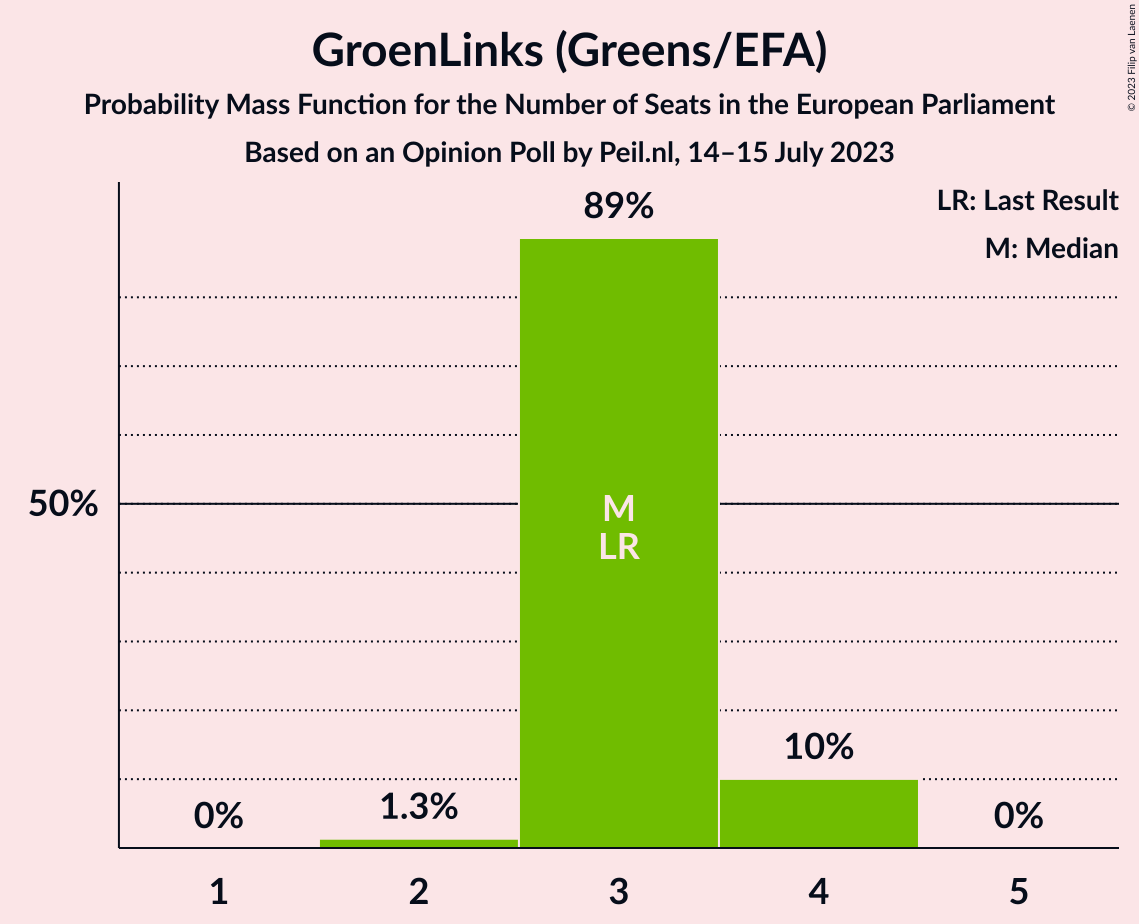 GroenLinks (Greens/EFA)
Probability Mass Function for the Number of Seats in the European Parliament
Based on an Opinion Poll by Peil.nl, 14–15 July 2023
© 2023 Filip van Laenen
LR: Last Result
M: Median
89%
50%
M
LR
10%
1.3%
0%
0%
1
2
3
4
5